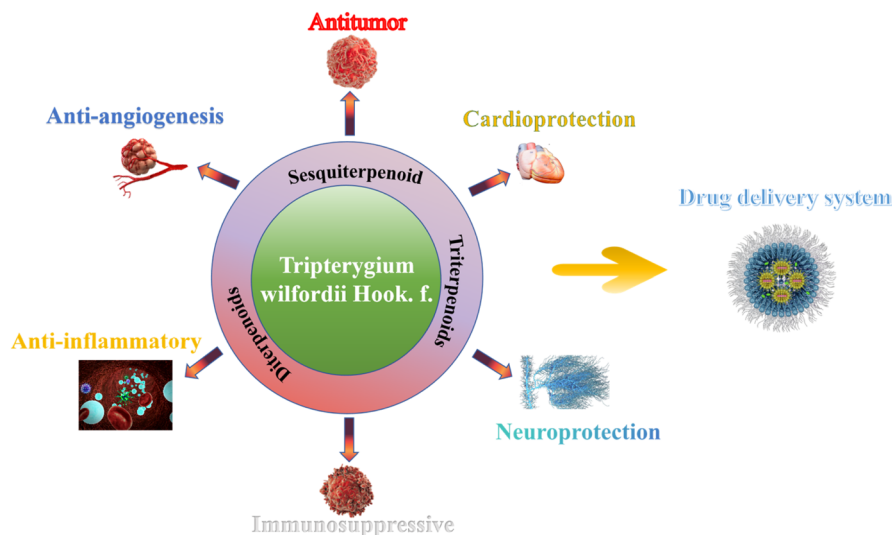 Antitumor
Anti-angiogenesis
Cardioprotection
Sesquiterpenoid
Drug delivery system
Triterpenoids
Tripterygium
wilfordii Hook. f.
Diterpenoids
Anti-inflammatory
Neuroprotection
Immunosuppressive